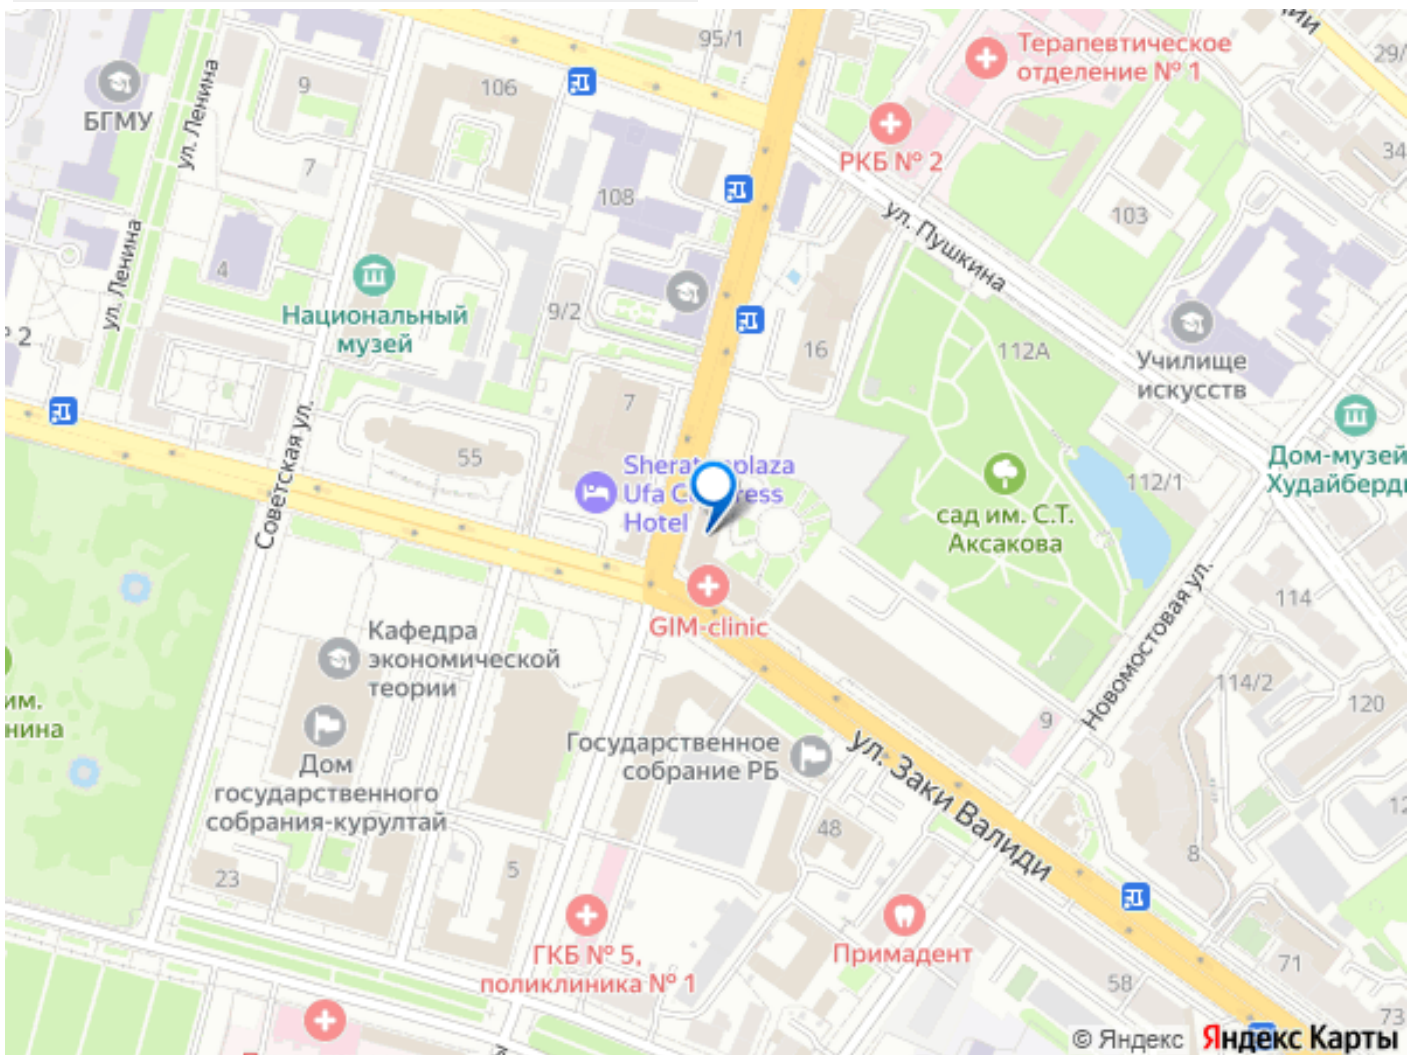 95/1
Терапевтическое
отделение № 1
29/
9
106
БГМУ
ул. Ленина
РКБ № 2
34
7
108
103
ул. Пушкина
ул. Ленина
4
Национальный
музей
9/2
° 2
16
112А
Училище
искусств
7
Советская ул.
55
Дом-музей
Худайберди
112/1
Ufa
Hotel
сад им. С.Т.
Аксакова
GIM-clinic
114
Новомостовая ул.
Кафедра
экономической
теории
114/2
120
9
им.
нина
Государственное
собрание РБ
ул. Заки Валиди
Дом
государственного
собрания-курултай
48
8
12
23
5
Примадент
ГКБ № 5,
поликлиника № 1
71
58
73
© Яндекс Яндекс Карты